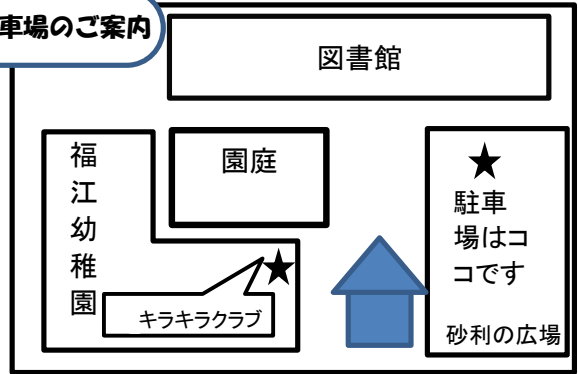 車場のご案内
図書館
福江幼稚園
園庭
★
駐車
場はコ
コです
砂利の広場
★
キラキラクラブ